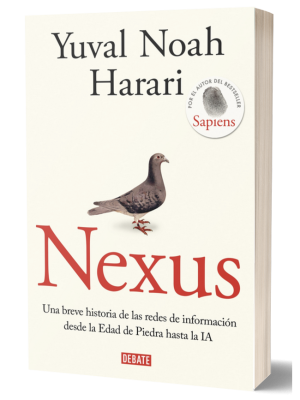 Yuval Noah
Harari
POR EL AUTOR DEL BESTSELLER
Sapiens
Nexus
Una breve historia de las redes de información
desde la Edad de Piedra hasta la IA
DEBATE